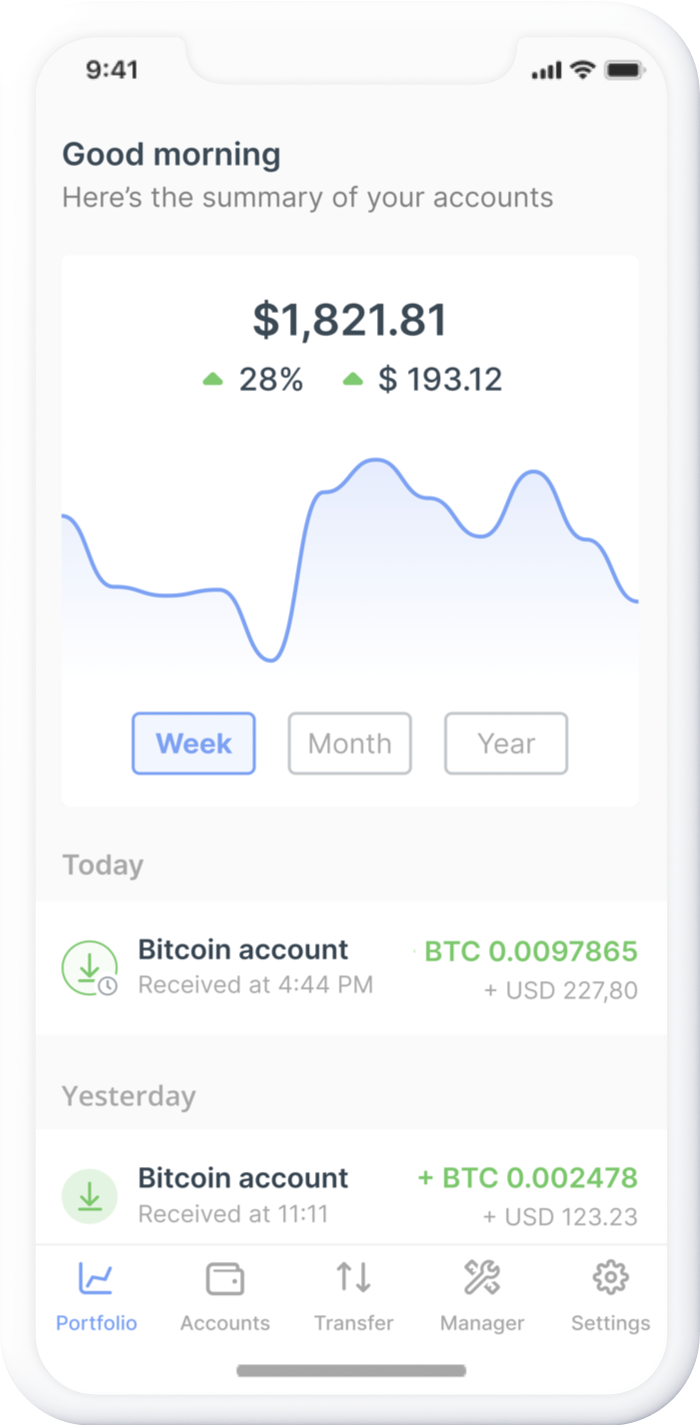 9:41
Good morning
Here’s the summary of your accounts
$1,821.81
28% $ 193.12
Week Month Year
Today
Bitcoin account BTC 0.0097865
Received at 4:44 PM + USD 227,80
Yesterday
Bitcoin account + BTC 0.002478
Received at 11:11 + USD 123.23
Portfolio Accounts Transfer Manager Settings